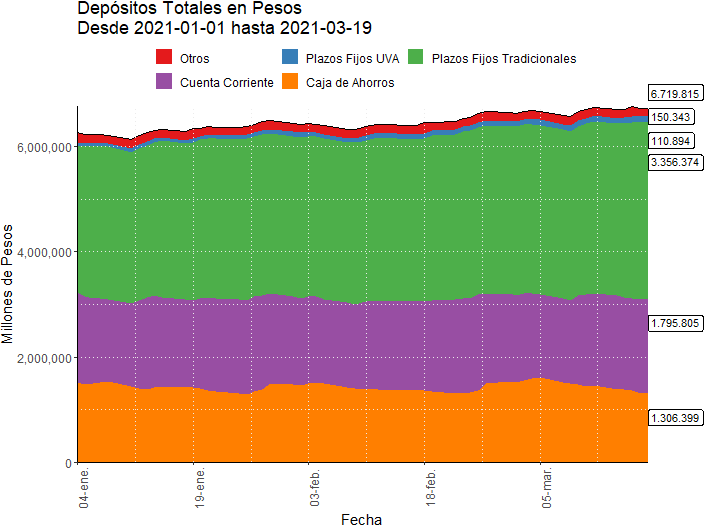 Depósitos Totales en Pesos
Desde 2021-01-01 hasta 2021-03-19
Otros
Plazos Fijos UVA
Plazos Fijos Tradicionales
Cuenta Corriente
Caja de Ahorros
6.719.815
150.343
110.894
3.356.374
1.795.805
1.306.399
6,000,000
4,000,000
2,000,000
0
Millones de Pesos
04-ene.
19-ene.
03-feb.
18-feb.
05-mar.
Fecha